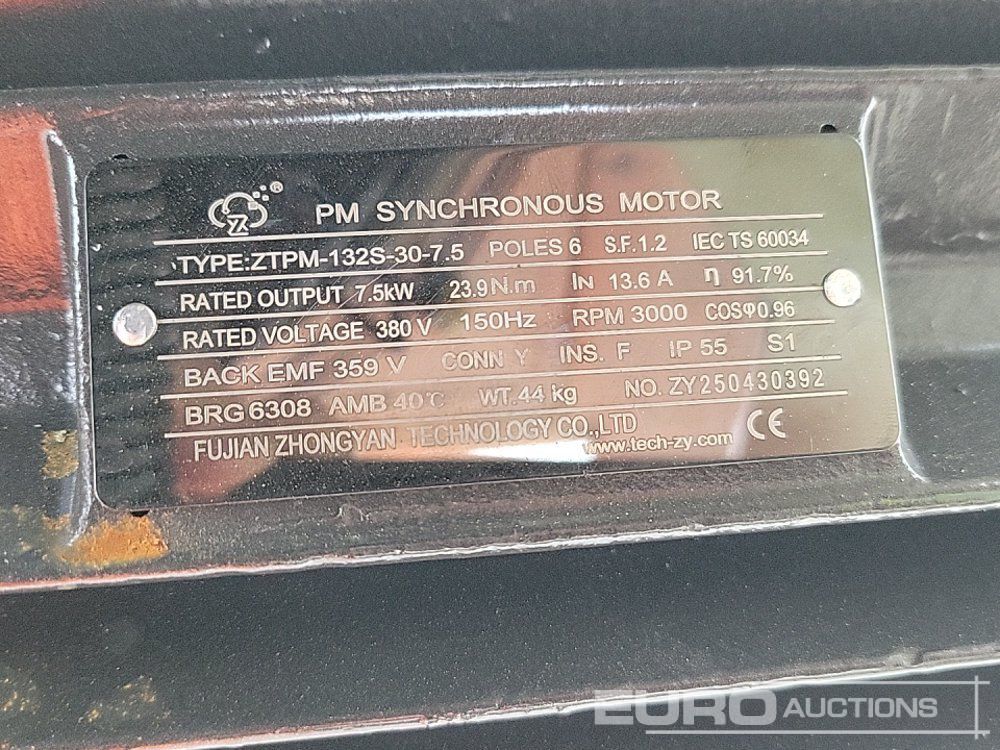 ZY ® PM SYNCHRONOUS MOTOR
TYPE:ZTPM-132S-30-7.5 POLES 6 S.F.1.2 IEC TS 60034
RATED OUTPUT 7.5kW 23.9N.m IN 13.6 A η 91.7%
RATED VOLTAGE 380 V 150Hz RPM 3000 COSφ0.96
BACK EMF 359 V CONN Y INS. F IP 55 S1
BRG6308 AMB 40℃ WT.44 kg NO. ZY250430392
FUJIAN ZHONGYAN TECHNOLOGY CO.,LTD www.tech-zy.com CE
EURO AUCTIONS